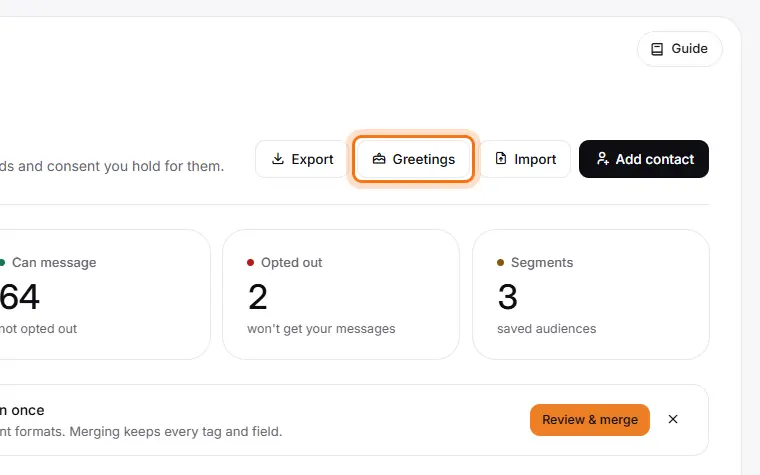 Guide
ds and consent you hold for them.
Export
Greetings
Import
Add contact
Can message
Opted out
Segments
64
2
3
not opted out
won't get your messages
saved audiences
n once
nt formats. Merging keeps every tag and field.
Review & merge